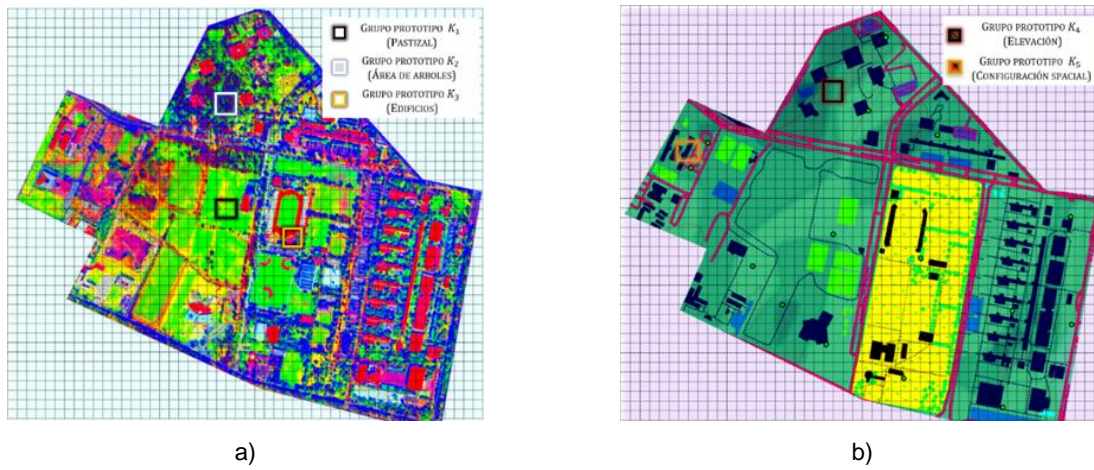 GRUPO PROTOTIPO K₁
(PASTIZAL)
GRUPO PROTOTIPO K₂
(ÁREA DE ARBOLES)
GRUPO PROTOTIPO K₃
(EDIFICIOS)
GRUPO PROTOTIPO K₄
(ELEVACIÓN)
GRUPO PROTOTIPO K₅
(CONFIGURACIÓN SPACIAL)
a)
b)